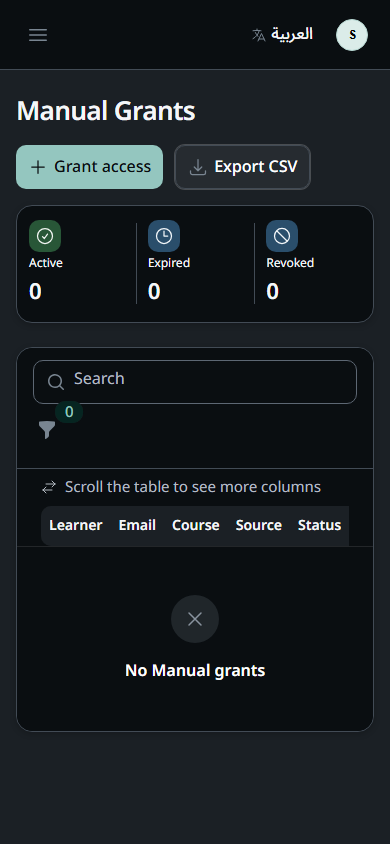 العربية
S
Manual Grants
Grant access
Export CSV
Active
Expired
Revoked
0
0
0
Search
0
Scroll the table to see more columns
Learner Email Course Source Status
No Manual grants